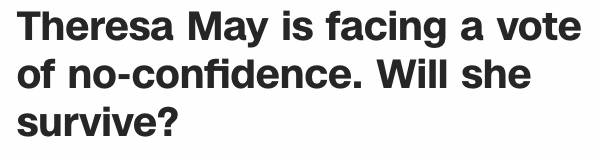 Theresa May is facing a vote
of no-confidence. Will she
survive?